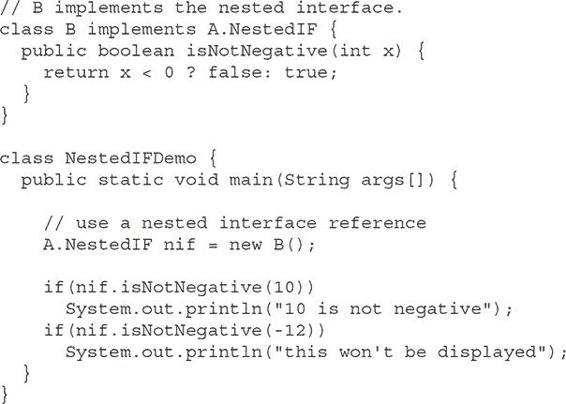 // B implements the nested interface.
class B implements A.NestedIF {
  public boolean isNotNegative(int x) {
    return x < 0 ? false: true;
  }
}

class NestedIFDemo {
  public static void main(String args[]) {

    // use a nested interface reference
    A.NestedIF nif = new B();

    if(nif.isNotNegative(10))
      System.out.println("10 is not negative");
    if(nif.isNotNegative(-12))
      System.out.println("this won't be displayed");
  }
}